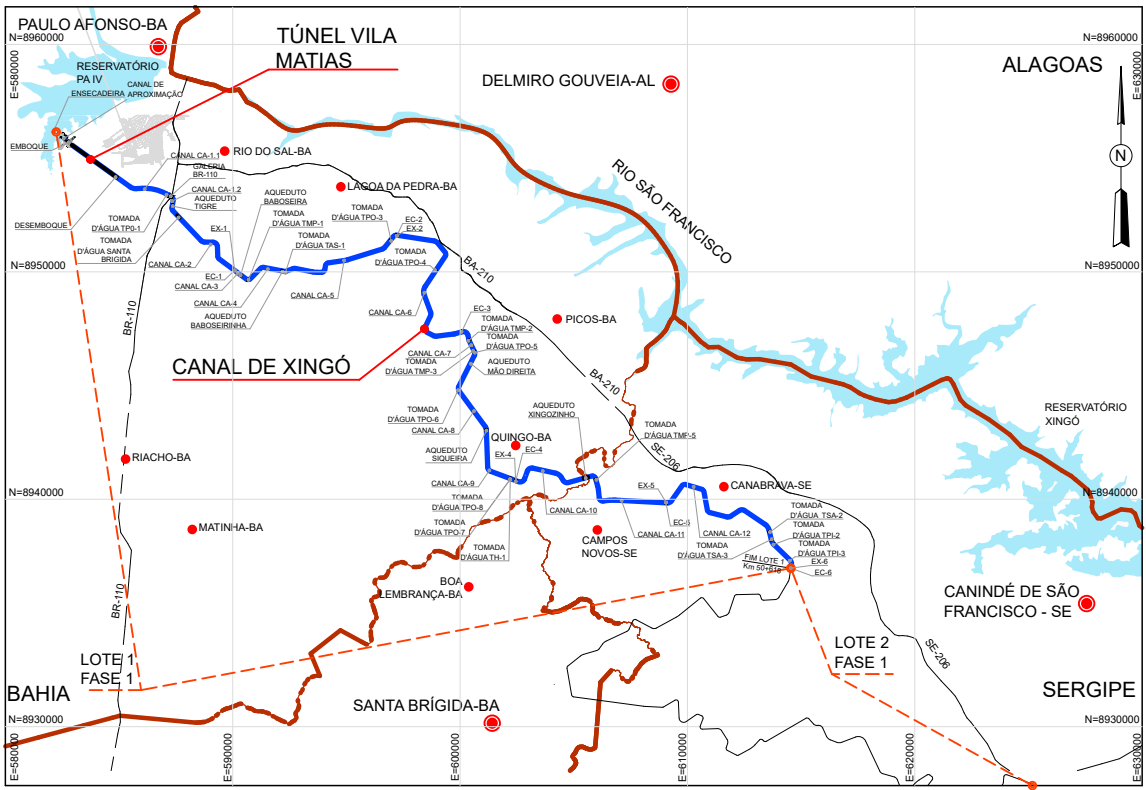 PAULO AFONSO-BA
TÚNEL VILA
MATIAS
N=8960000
N=8960000
E=580000
E=630000
RESERVATÓRIO
PA IV
ENSECADEIRA
CANAL DE
APROXIMAÇÃO
DELMIRO GOUVEIA-AL
ALAGOAS
N
EMBOQUE
RIO DO SAL-BA
CANAL CA-1.1
GALERIA
BR-110
LAGOA DA PEDRA-BA
RIO SÃO FRANCISCO
CANAL CA-1.2
AQUEDUTO
TIGRE
AQUEDUTO
BABOSEIRA
DESEMBOQUE
TOMADA
D'ÁGUA TPO-1
EX-1
TOMADA
D'ÁGUA TMP-1
TOMADA
D'ÁGUA TPO-3
EC-2
EX-2
TOMADA
D'ÁGUA SANTA
BRIGIDA
TOMADA
D'ÁGUA TAS-1
CANAL CA-2
TOMADA
D'ÁGUA TPO-4
BA-210
N=8950000
N=8950000
EC-1
CANAL CA-3
CANAL CA-4
CANAL CA-5
AQUEDUTO
BABOSEIRINHA
CANAL CA-6
BR-110
EC-3
TOMADA
D'ÁGUA TMP-2
PICOS-BA
CANAL CA-7
TOMADA
D'ÁGUA TPO-5
CANAL DE XINGÓ
TOMADA
D'ÁGUA TMP-3
AQUEDUTO
MÃO DIREITA
BA-210
TOMADA
D'ÁGUA TPO-6
CANAL CA-8
AQUEDUTO
XINGOZINHO
TOMADA
D'ÁGUA TMP-5
RESERVATÓRIO
XINGÓ
QUINGO-BA
AQUEDUTO
SIQUEIRA
EX-4
EC-4
SE-206
RIACHO-BA
CANAL CA-9
EX-5
CANABRAVA-SE
N=8940000
N=8940000
TOMADA
D'ÁGUA TPO-8
CANAL CA-10
TOMADA
D'ÁGUA TSA-2
MATINHA-BA
TOMADA
D'ÁGUA TPO-7
EC-5
CANAL CA-11
CANAL CA-12
TOMADA
D'ÁGUA TPI-2
CAMPOS
NOVOS-SE
TOMADA
D'ÁGUA TH-1
TOMADA
D'ÁGUA TSA-3
TOMADA
D'ÁGUA TPI-3
FIM LOTE 1
Km 50+818
EX-6
EC-6
BOA
LEMBRANÇA-BA
BR-110
CANINDÉ DE SÃO
FRANCISCO - SE
LOTE 1
FASE 1
LOTE 2
FASE 1
SE-206
BAHIA
SANTA BRÍGIDA-BA
SERGIPE
N=8930000
N=8930000
E=580000
E=590000
E=600000
E=610000
E=620000
E=630000